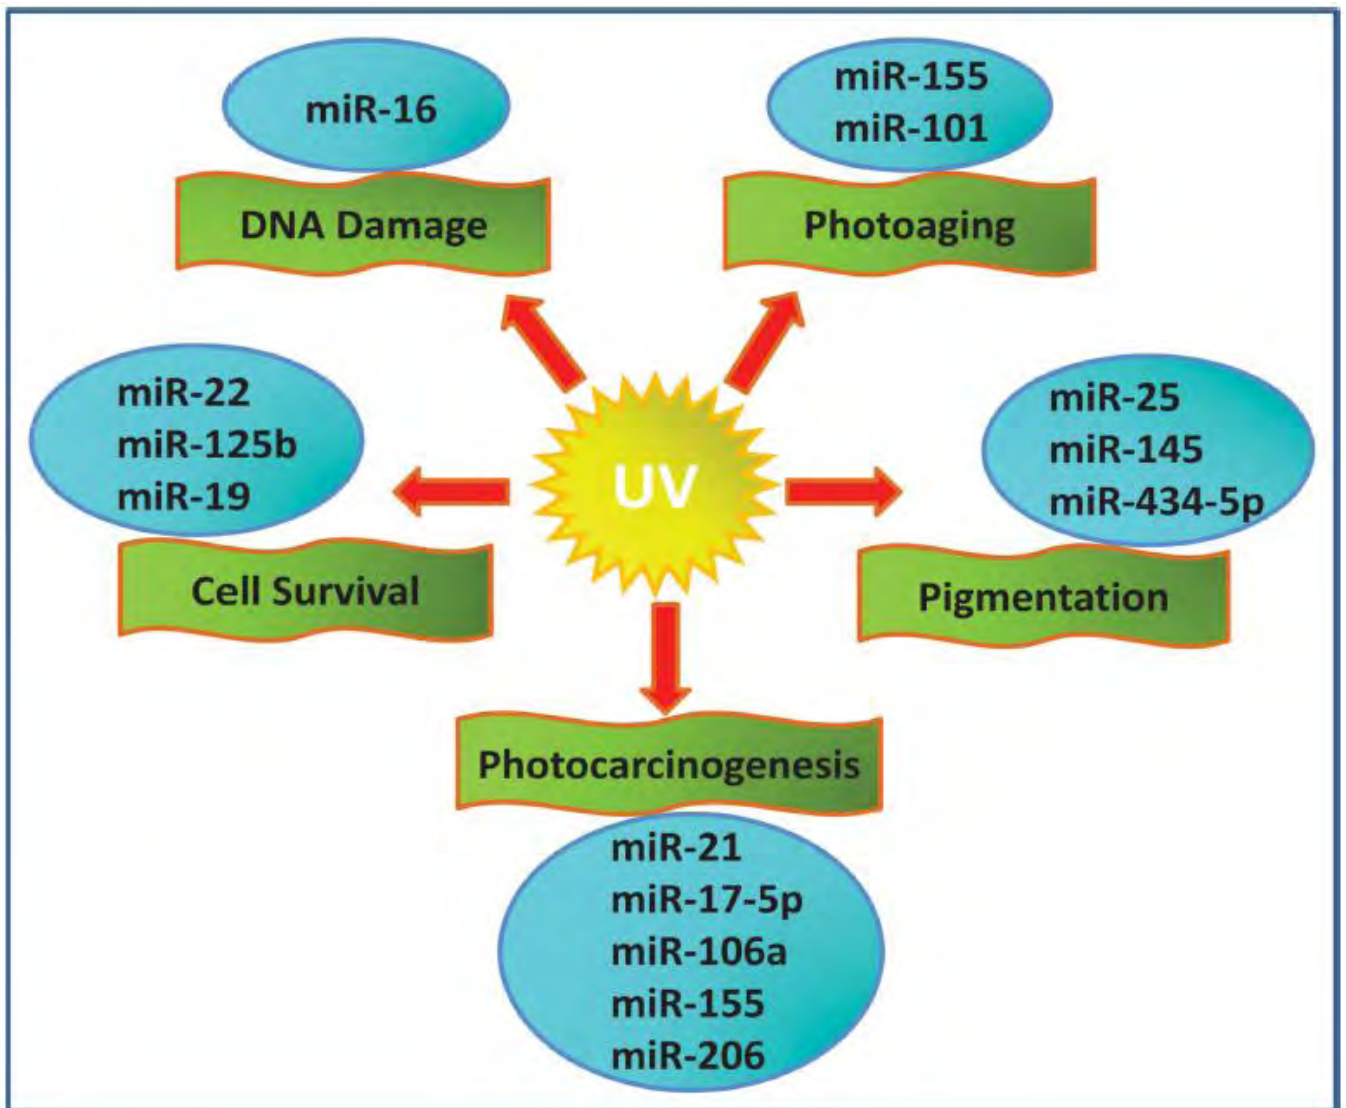 miR-16
DNA Damage
miR-155
miR-101
Photoaging
miR-22
miR-125b
miR-19
Cell Survival
UV
miR-25
miR-145
miR-434-5p
Pigmentation
Photocarcinogenesis
miR-21
miR-17-5p
miR-106a
miR-155
miR-206